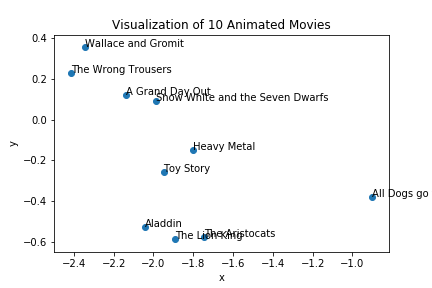 Visualization of 10 Animated Movies
0.4
Wallace and Gromit
The Wrong Trousers
0.2
A Grand Day Out
Snow White and the Seven Dwarfs
0.0
y
Heavy Metal
−0.2
Toy Story
All Dogs go
−0.4
Aladdin
The Lion King
The Aristocats
−0.6
−2.4 −2.2 −2.0 −1.8 −1.6 −1.4 −1.2 −1.0
x